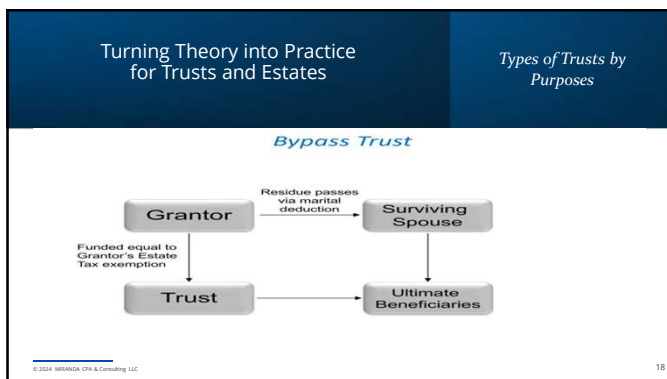 Turning Theory into Practice
for Trusts and Estates
Types of Trusts by
Purposes
Bypass Trust
Grantor
Residue passes
via marital
deduction
Surviving
Spouse
Funded equal to
Grantor's Estate
Tax exemption
Trust
Ultimate
Beneficiaries
© 2024 MIRANDA CPA & Consulting LLC
18